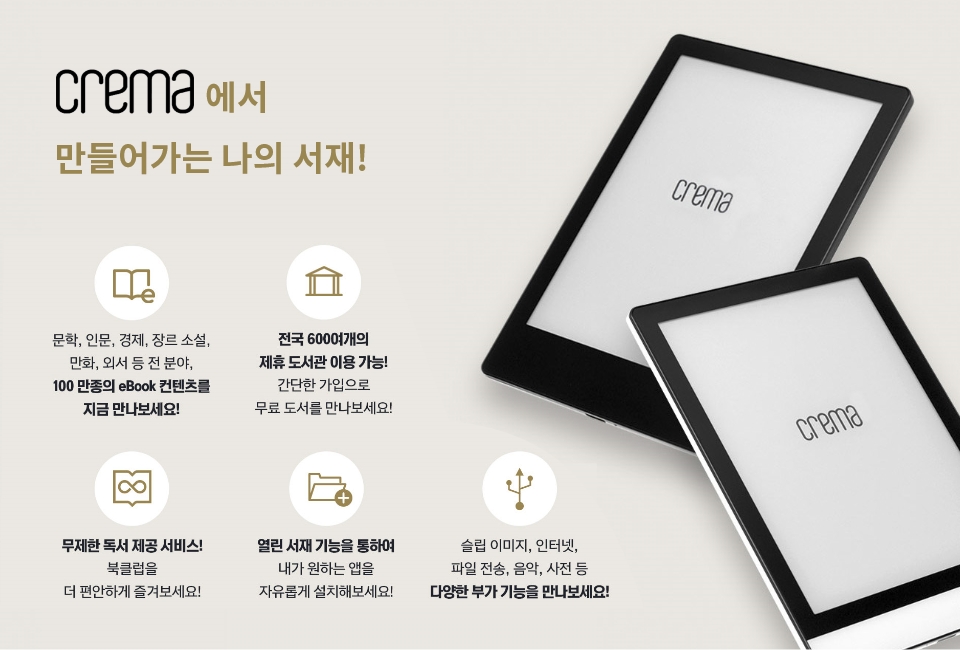 crema 에서
만들어가는 나의 서재!
crema
crema
문학, 인문, 경제, 장르 소설,
만화, 외서 등 전 분야,
100 만종의 eBook 컨텐츠를
지금 만나보세요!
전국 600여개의
제휴 도서관 이용 가능!
간단한 가입으로
무료 도서를 만나보세요!
무제한 독서 제공 서비스!
북클럽을
더 편안하게 즐겨보세요!
열린 서재 기능을 통하여
내가 원하는 앱을
자유롭게 설치해보세요!
슬립 이미지, 인터넷,
파일 전송, 음악, 사전 등
다양한 부가 기능을 만나보세요!